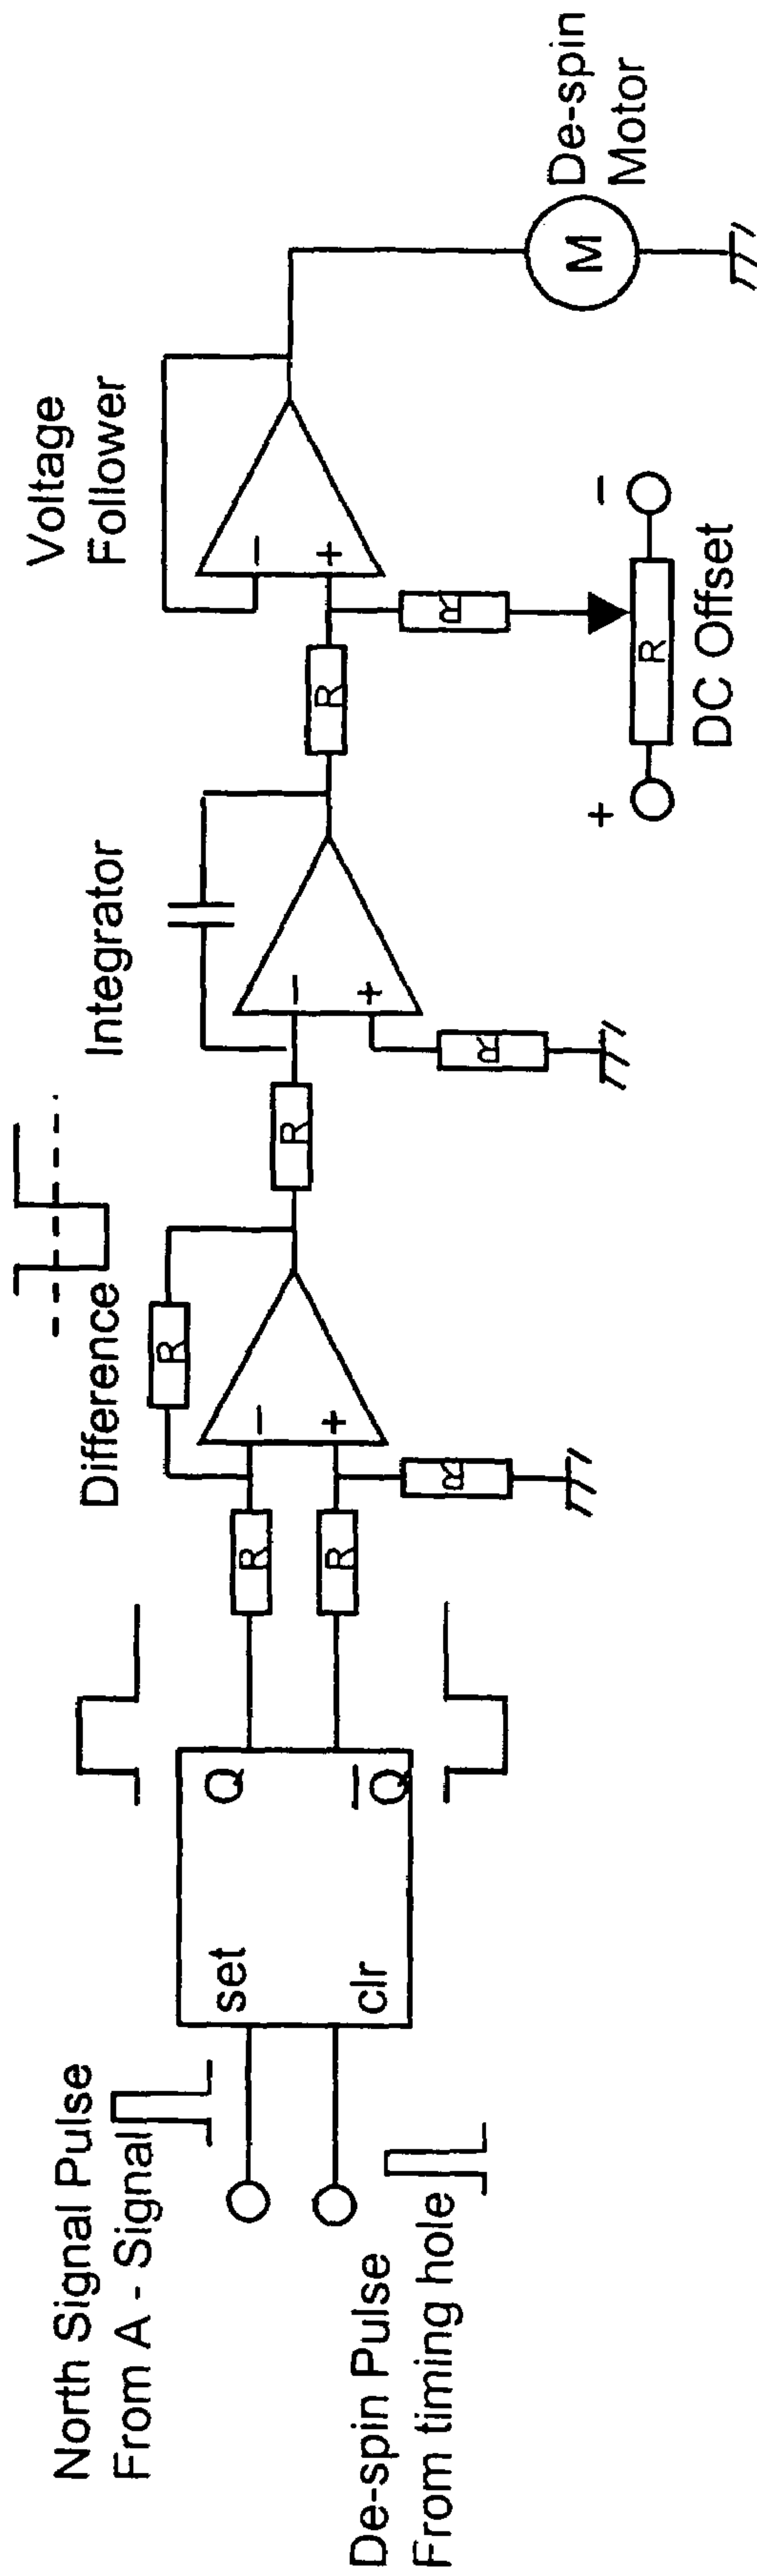 North Signal Pulse
From A - Signal
De-spin Pulse
From timing hole
set
clr
Q
Q
R
R
Difference
R
R
-
+
R
Integrator
-
+
R
R
Voltage
Follower
-
+
R
+
R
-
DC Offset
M
De-spin
Motor